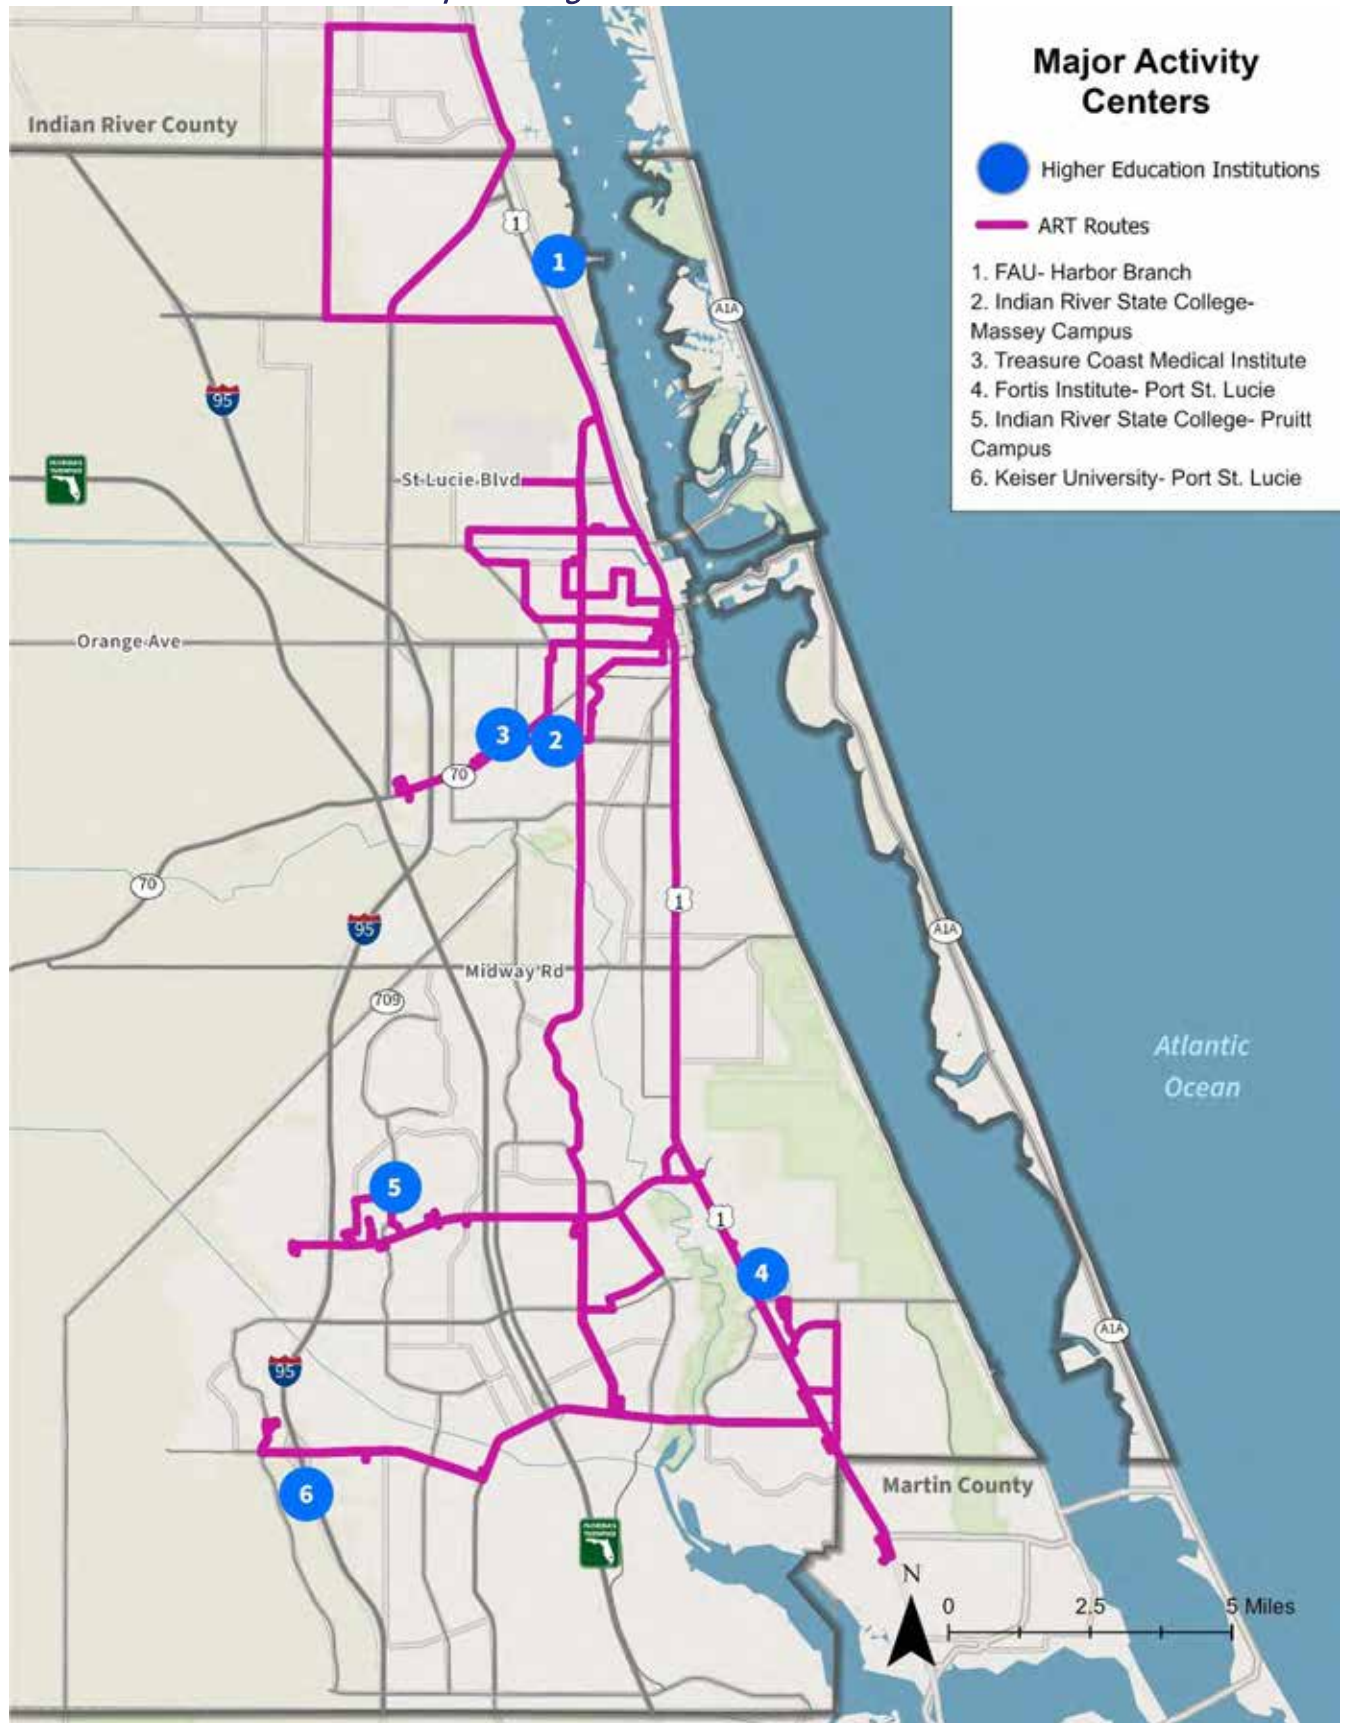 Major Activity
Centers
Higher Education Institutions
ART Routes
1. FAU- Harbor Branch
2. Indian River State College-
Massey Campus
3. Treasure Coast Medical Institute
4. Fortis Institute- Port St. Lucie
5. Indian River State College- Pruitt
Campus
6. Keiser University- Port St. Lucie
Indian River County
1
1
A1A
95
St Lucie Blvd
Orange Ave
3
2
70
70
1
95
A1A
Midway Rd
709
Atlantic
Ocean
5
1
4
A1A
95
Martin County
6
N
0 2.5 5 Miles